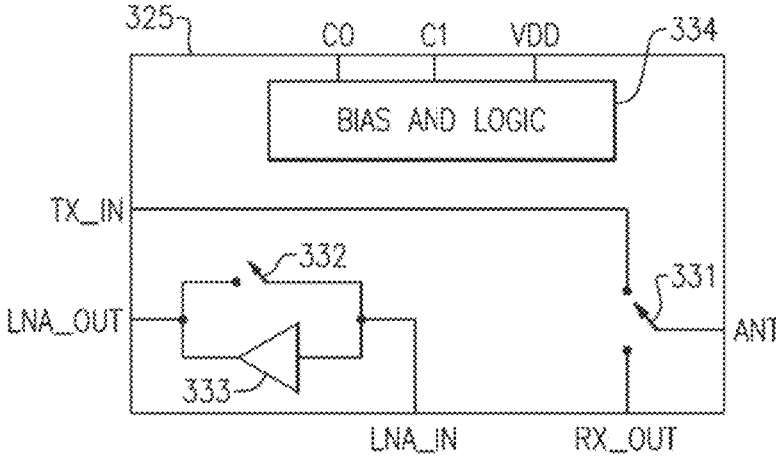 325
C0 C1 VDD
334
BIAS AND LOGIC
TX_IN
332
331
LNA_OUT
ANT
333
LNA_IN RX_OUT